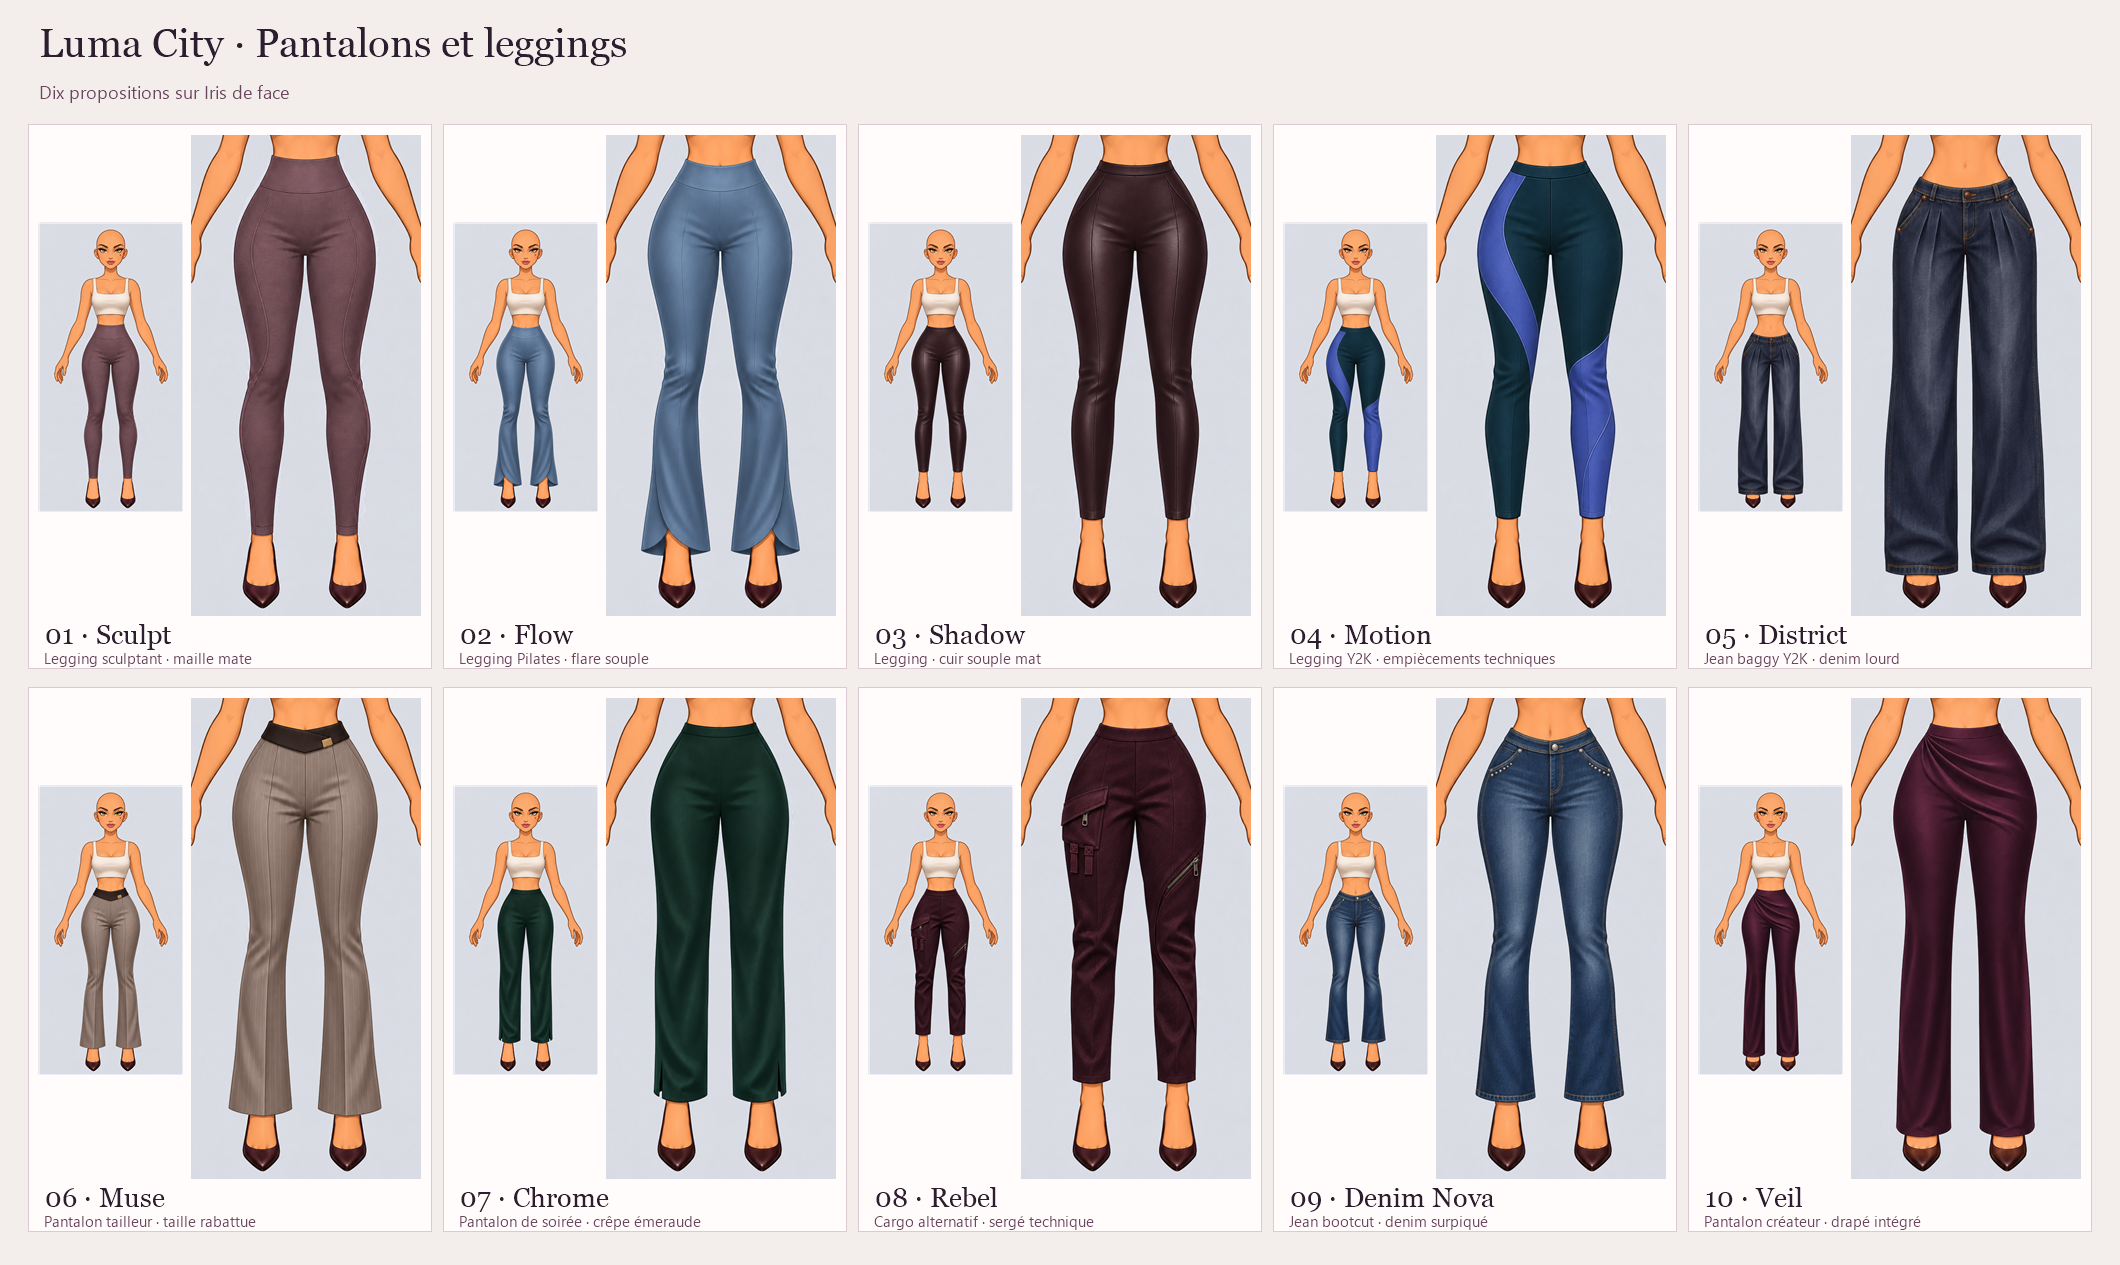 Luma City · Pantalons et leggings
Dix propositions sur Iris de face
01 · Sculpt
Legging sculptant · maille mate
02 · Flow
Legging Pilates · flare souple
03 · Shadow
Legging · cuir souple mat
04 · Motion
Legging Y2K · empiècements techniques
05 · District
Jean baggy Y2K · denim lourd
06 · Muse
Pantalon tailleur · taille rabattue
07 · Chrome
Pantalon de soirée · crêpe émeraude
08 · Rebel
Cargo alternatif · sergé technique
09 · Denim Nova
Jean bootcut · denim surpiqué
10 · Veil
Pantalon créateur · drapé intégré